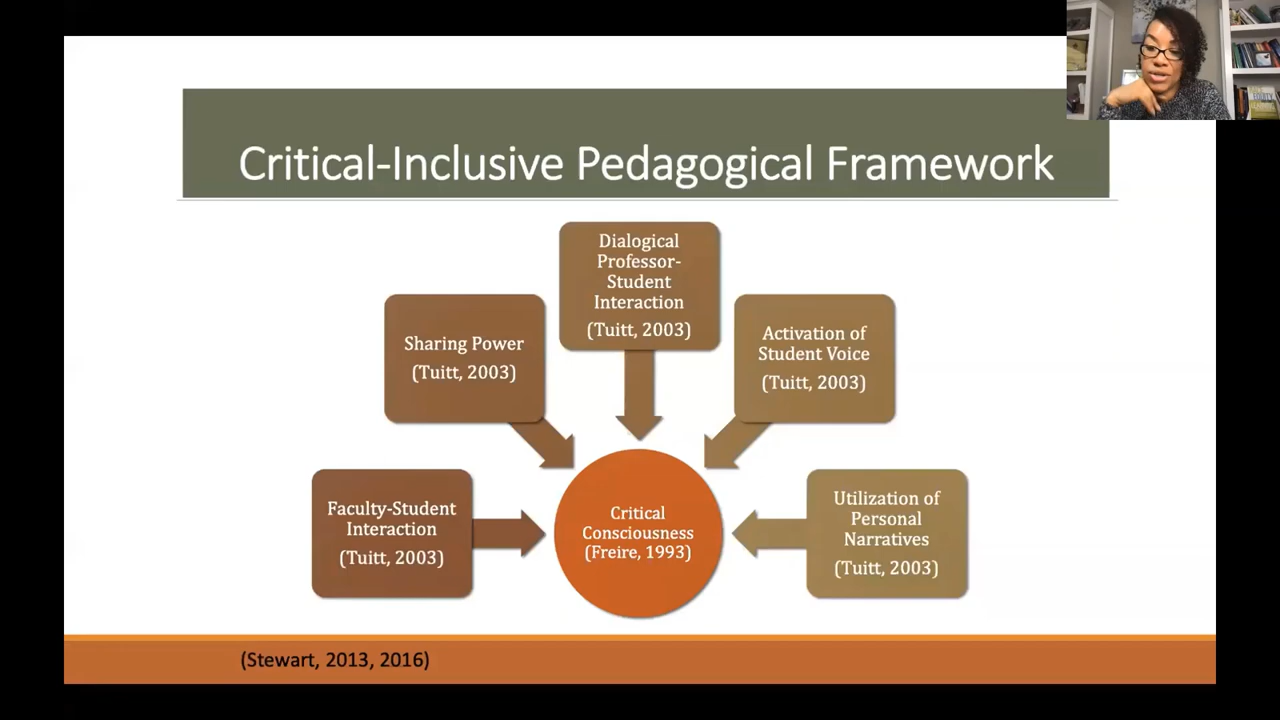 Critical-Inclusive Pedagogical Framework
Dialogical
Professor-
Student
Interaction
(Tuitt, 2003)
Sharing Power
(Tuitt, 2003)
Activation of
Student Voice
(Tuitt, 2003)
Faculty-Student
Interaction
(Tuitt, 2003)
Critical
Consciousness
(Freire, 1993)
Utilization of
Personal
Narratives
(Tuitt, 2003)
(Stewart, 2013, 2016)